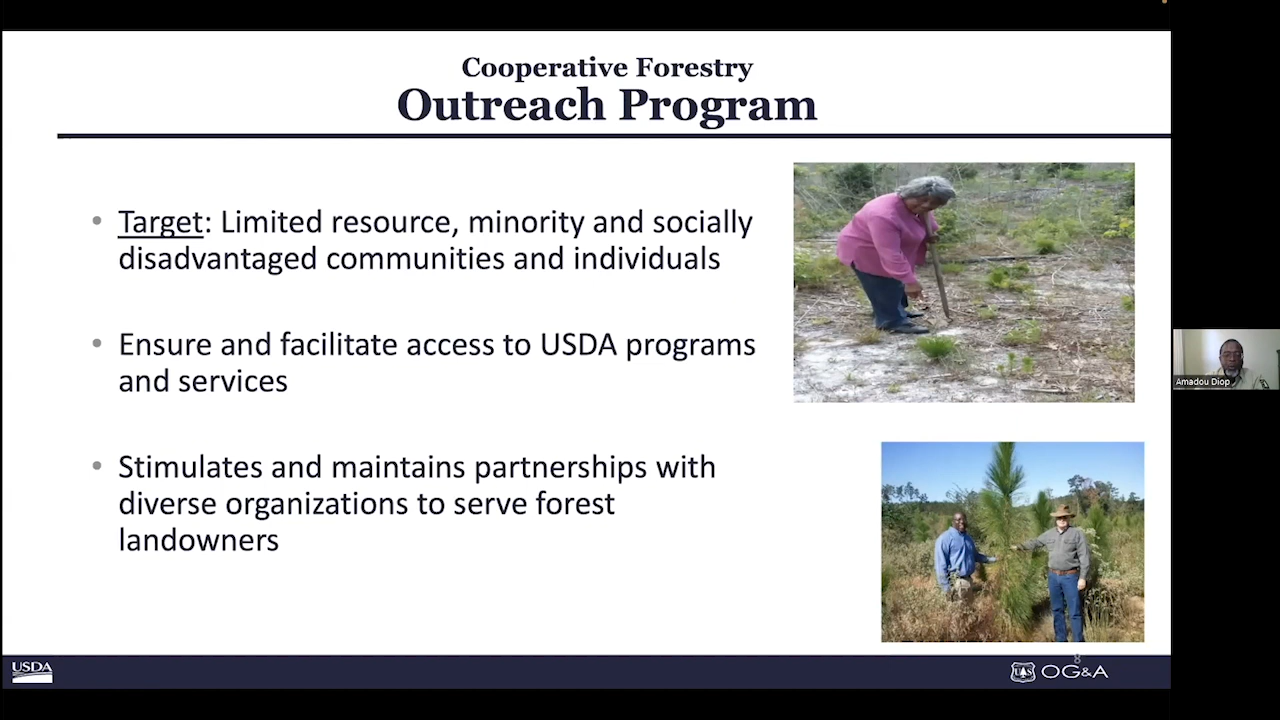 Cooperative Forestry
Outreach Program
• Target: Limited resource, minority and socially
disadvantaged communities and individuals
• Ensure and facilitate access to USDA programs
and services
• Stimulates and maintains partnerships with
diverse organizations to serve forest
landowners
Amadou Diop
USDA
8
UAS OG&A